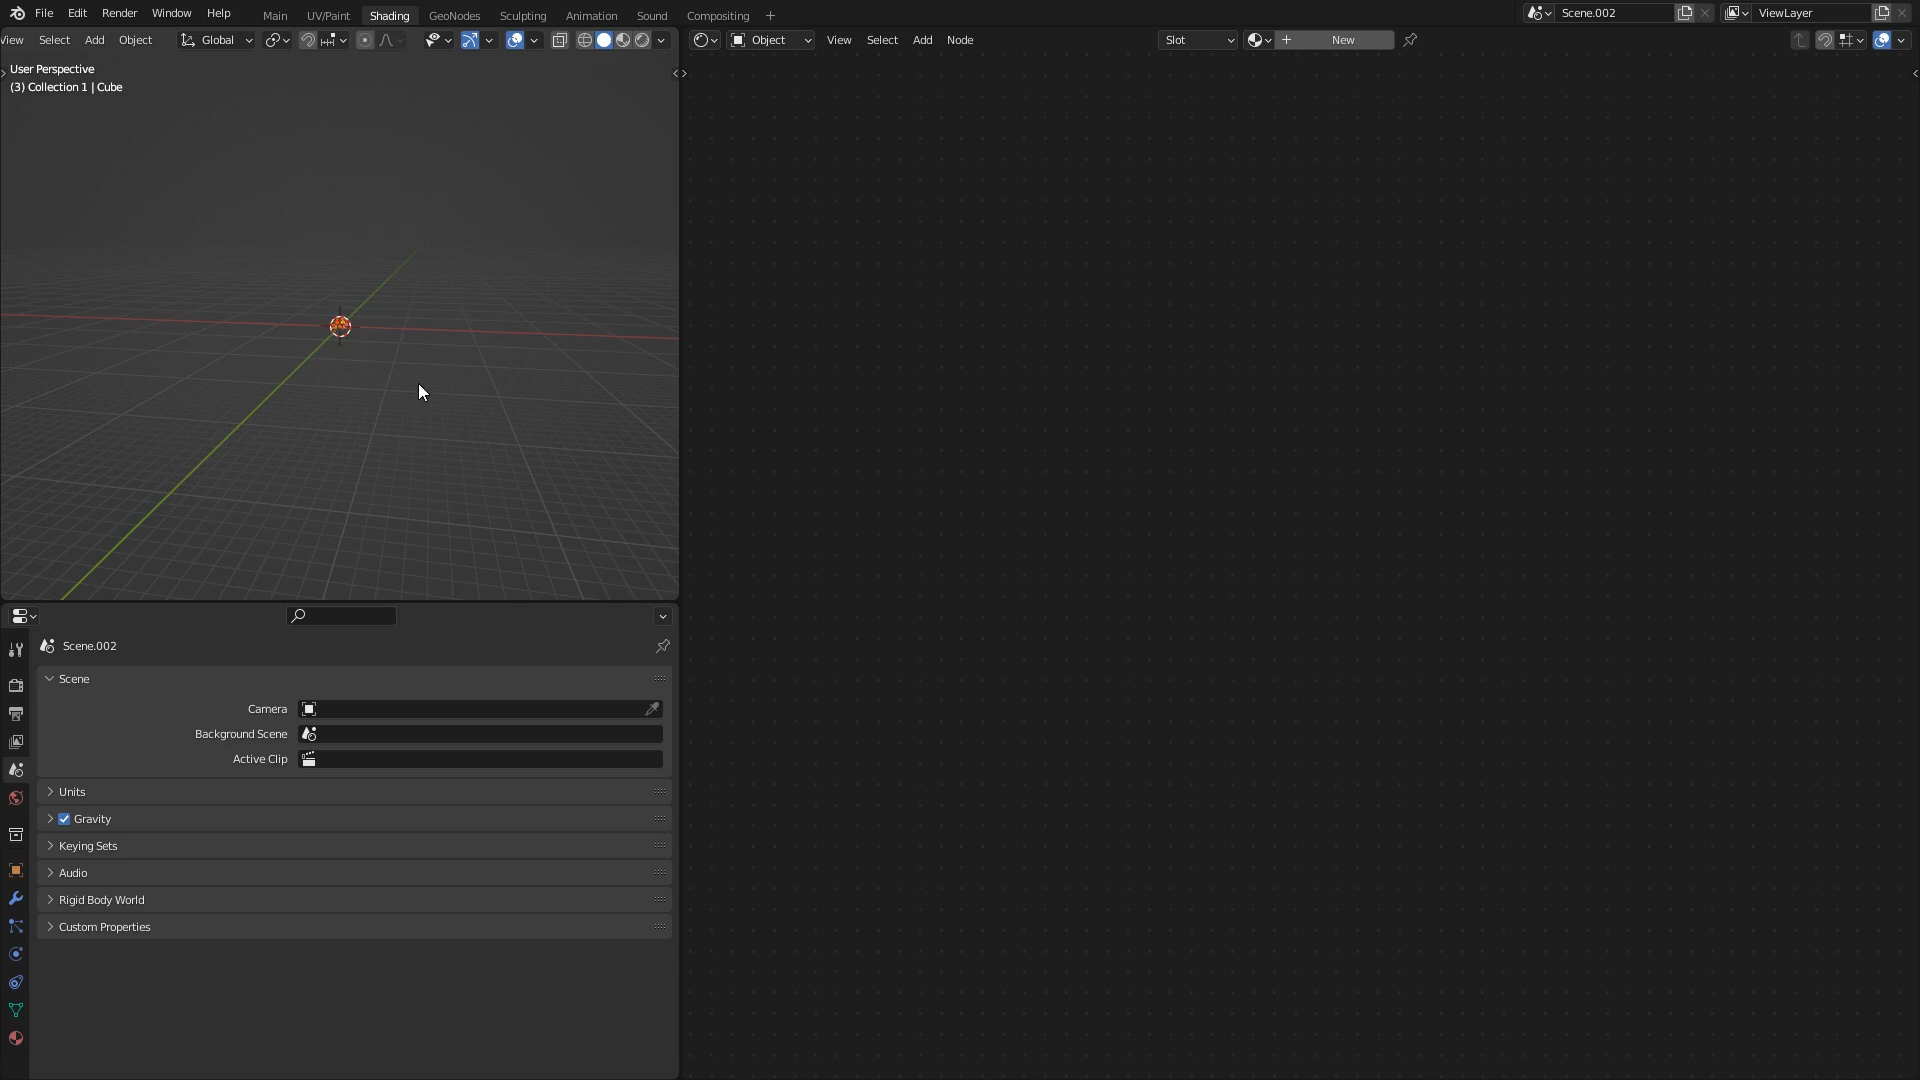 File Edit Render Window Help Main UV/Paint Shading GeoNodes Sculpting Animation Sound Compositing Scene.002 ViewLayer
View Select Add Object Global Object View Select Add Node Slot New
User Perspective
(3) Collection 1 | Cube
Scene.002
Scene
Camera
Background Scene
Active Clip
Units
Gravity
Keying Sets
Audio
Rigid Body World
Custom Properties